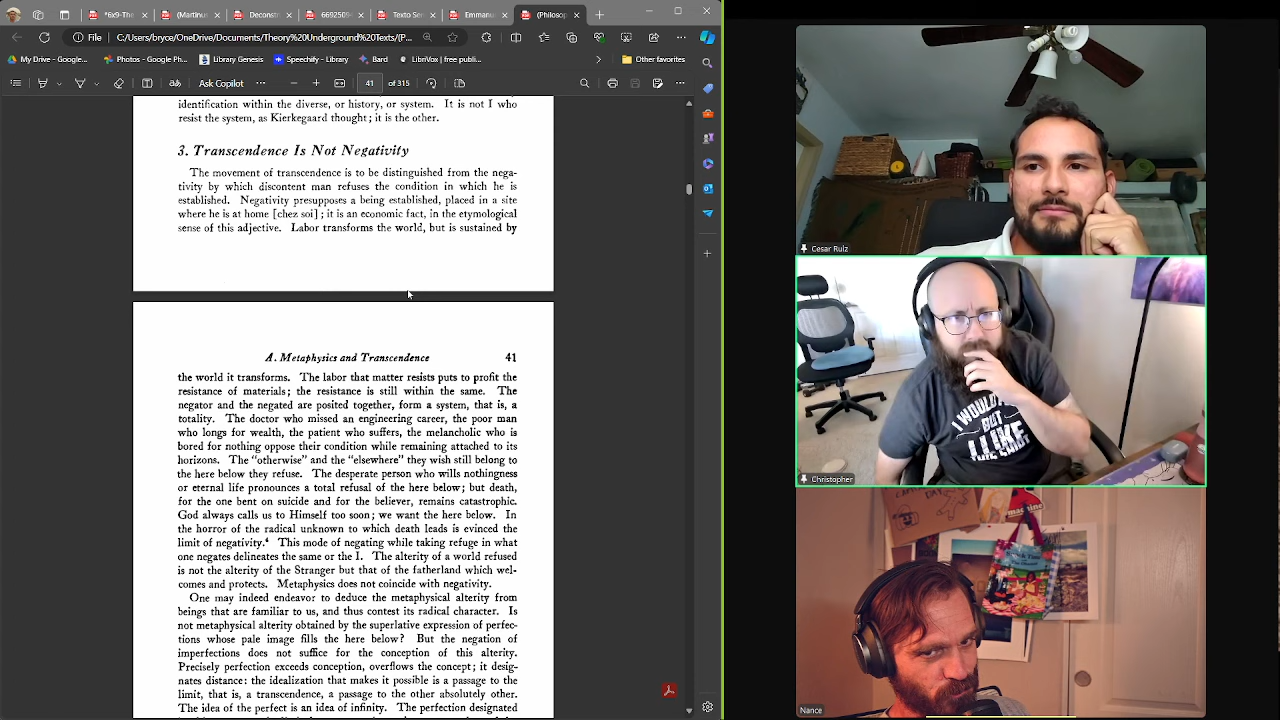 *6x9-The
(Martinus
Deconstr
6692509
Texto Se
Emmanu
(Philosop
File
C:/Users/bryce/OneDrive/Documents/Theory%20Underground/PDFTexts/(P...
My Drive - Google...
Photos - Google Ph...
Library Genesis
Speechify - Library
Bard
LibriVox | free publi...
Other favorites
Ask Copilot
41 of 315
identification within the diverse, or history, or system. It is not I who
resist the system, as Kierkegaard thought; it is the other.
3. Transcendence Is Not Negativity
The movement of transcendence is to be distinguished from the nega-
tivity by which discontent man refuses the condition in which he is
established. Negativity presupposes a being established, placed in a site
where he is at home [chez soi]; it is an economic fact, in the etymological
sense of this adjective. Labor transforms the world, but is sustained by
A. Metaphysics and Transcendence 41
the world it transforms. The labor that matter resists puts to profit the
resistance of materials; the resistance is still within the same. The
negator and the negated are posited together, form a system, that is, a
totality. The doctor who missed an engineering career, the poor man
who longs for wealth, the patient who suffers, the melancholic who is
bored for nothing oppose their condition while remaining attached to its
horizons. The "otherwise" and the "elsewhere" they wish still belong to
the here below they refuse. The desperate person who wills nothingness
or eternal life pronounces a total refusal of the here below; but death,
for the one bent on suicide and for the believer, remains catastrophic.
God always calls us to Himself too soon; we want the here below. In
the horror of the radical unknown to which death leads is evinced the
limit of negativity.⁴ This mode of negating while taking refuge in what
one negates delineates the same or the I. The alterity of a world refused
is not the alterity of the Stranger but that of the fatherland which wel-
comes and protects. Metaphysics does not coincide with negativity.
One may indeed endeavor to deduce the metaphysical alterity from
beings that are familiar to us, and thus contest its radical character. Is
not metaphysical alterity obtained by the superlative expression of perfec-
tions whose pale image fills the here below? But the negation of
imperfections does not suffice for the conception of this alterity.
Precisely perfection exceeds conception, overflows the concept; it desig-
nates distance: the idealization that makes it possible is a passage to the
limit, that is, a transcendence, a passage to the other absolutely other.
The idea of the perfect is an idea of infinity. The perfection designated
Cesar Ruiz
I WOULD
BUT
I LIKE
Christopher
DAY
Nance